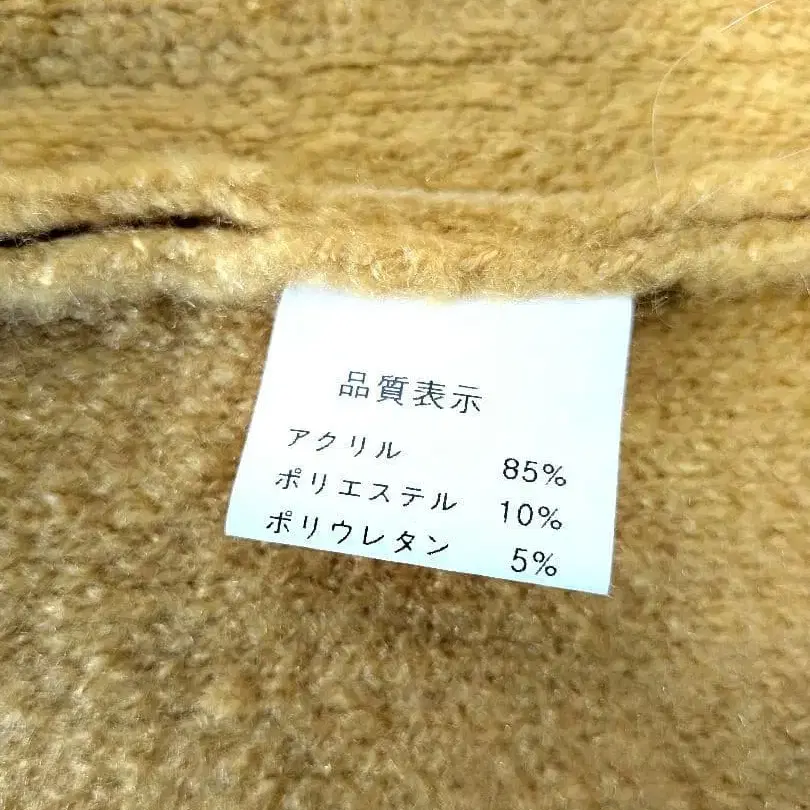 品質表示
アクリル 85%
ポリエステル 10%
ポリウレタン 5%